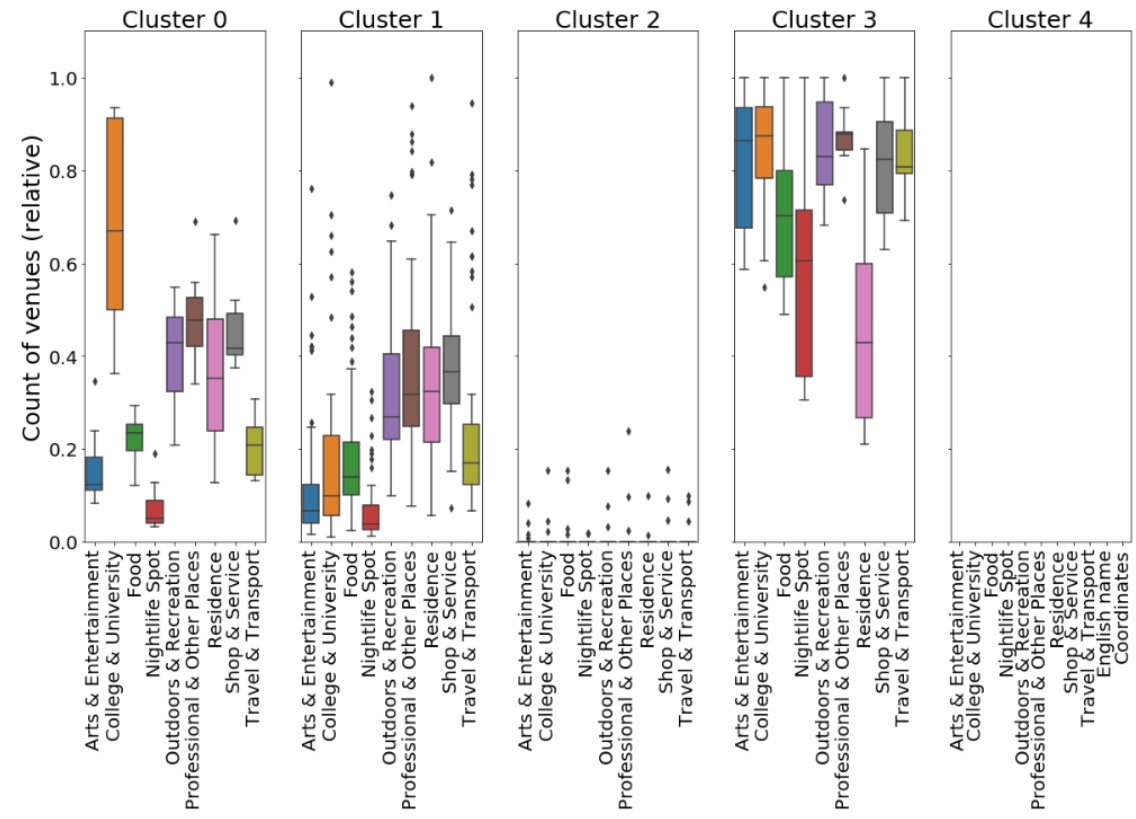 Cluster 0
Cluster 1
Cluster 2
Cluster 3
Cluster 4
Count of venues (relative)
1.0
0.8
0.6
0.4
0.2
0.0
Arts & Entertainment
College & University
Food
Nightlife Spot
Outdoors & Recreation
Professional & Other Places
Residence
Shop & Service
Travel & Transport
Arts & Entertainment
College & University
Food
Nightlife Spot
Outdoors & Recreation
Professional & Other Places
Residence
Shop & Service
Travel & Transport
Arts & Entertainment
College & University
Food
Nightlife Spot
Outdoors & Recreation
Professional & Other Places
Residence
Shop & Service
Travel & Transport
Arts & Entertainment
College & University
Food
Nightlife Spot
Outdoors & Recreation
Professional & Other Places
Residence
Shop & Service
Travel & Transport
Arts & Entertainment
College & University
Food
Nightlife Spot
Outdoors & Recreation
Professional & Other Places
Residence
Shop & Service
Travel & Transport
English name
Coordinates